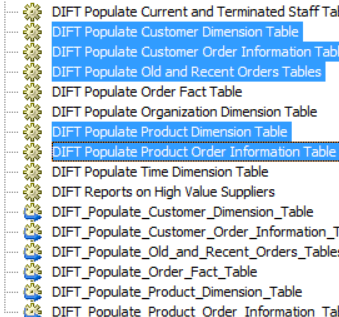 DIFT Populate Current and Terminated Staff
DIFT Populate Customer Dimension Table
DIFT Populate Customer Order Information
DIFT Populate Old and Recent Orders Tables
DIFT Populate Order Fact Table
DIFT Populate Organization Dimension Table
DIFT Populate Product Dimension Table
DIFT Populate Product Order Information Table
DIFT Populate Time Dimension Table
DIFT Reports on High Value Suppliers
DIFT_Populate_Customer_Dimension_Table
DIFT_Populate_Customer_Order_Information_T
DIFT_Populate_Old_and_Recent_Orders_Tables
DIFT_Populate_Order_Fact_Table
DIFT_Populate_Product_Dimension_Table
DIFT_Populate_Product_Order_Information_Tal